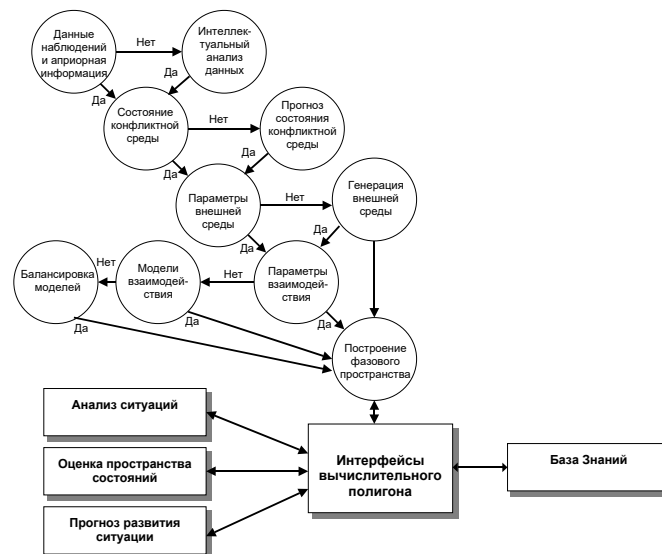 Данные
наблюдений
и априорная
информация
Нет
Интеллек-
туальный
анализ
данных
Да
Да
Состояние
конфликтной
среды
Нет
Прогноз
состояния
конфликтной
среды
Да
Да
Параметры
внешней
среды
Нет
Генерация
внешней
среды
Да
Да
Балансировка
моделей
Нет
Модели
взаимодей-
ствия
Нет
Параметры
взаимодей-
ствия
Да
Да
Да
Построение
фазового
пространства
Анализ ситуаций
Оценка пространства
состояний
Прогноз развития
ситуации
Интерфейсы
вычислительного
полигона
База Знаний